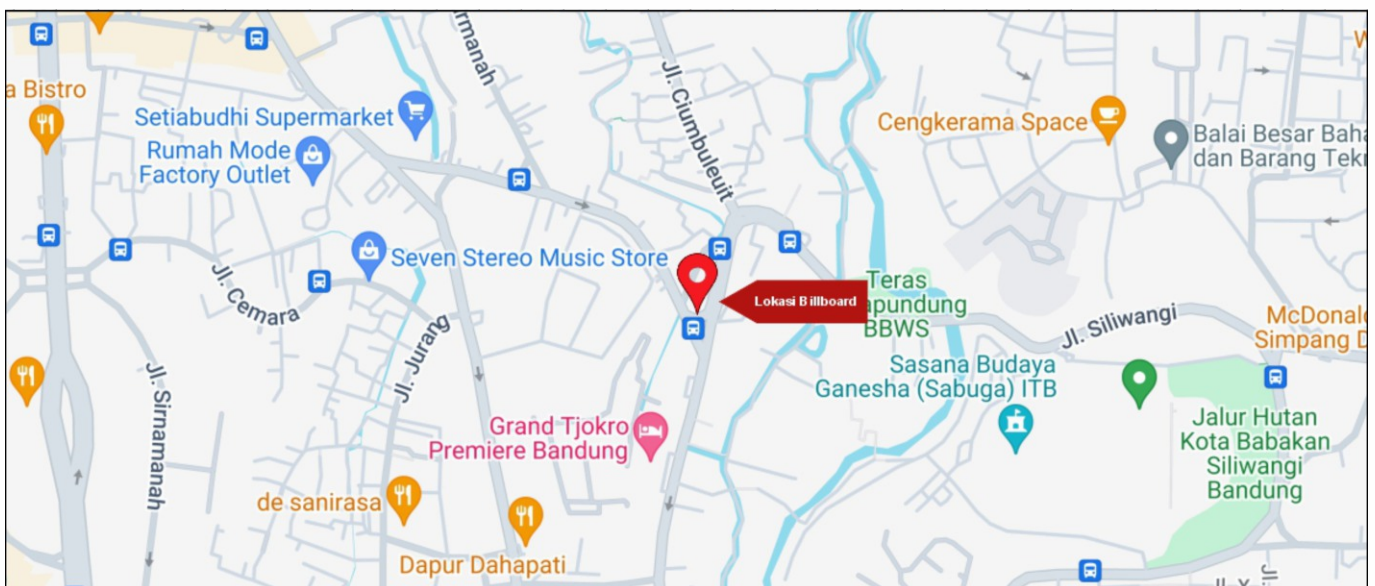 rmanah
Jl. Ciumbuleuit
a Bistro
Setiabudhi Supermarket
Rumah Mode
Factory Outlet
Cengkerama Space
Balai Besar Baha
dan Barang Tekn
Seven Stereo Music Store
Jl. Cemara
Lokasi Billboard
Teras
apundung
BBWS
Jl. Siliwangi
McDonald
Simpang D
Jl. Jurang
Jl. Sirnamanah
Sasana Budaya
Ganesha (Sabuga) ITB
Grand Tjokro
Premiere Bandung
Jalur Hutan
Kota Babakan
Siliwangi
Bandung
de sanirasa
Dapur Dahapati